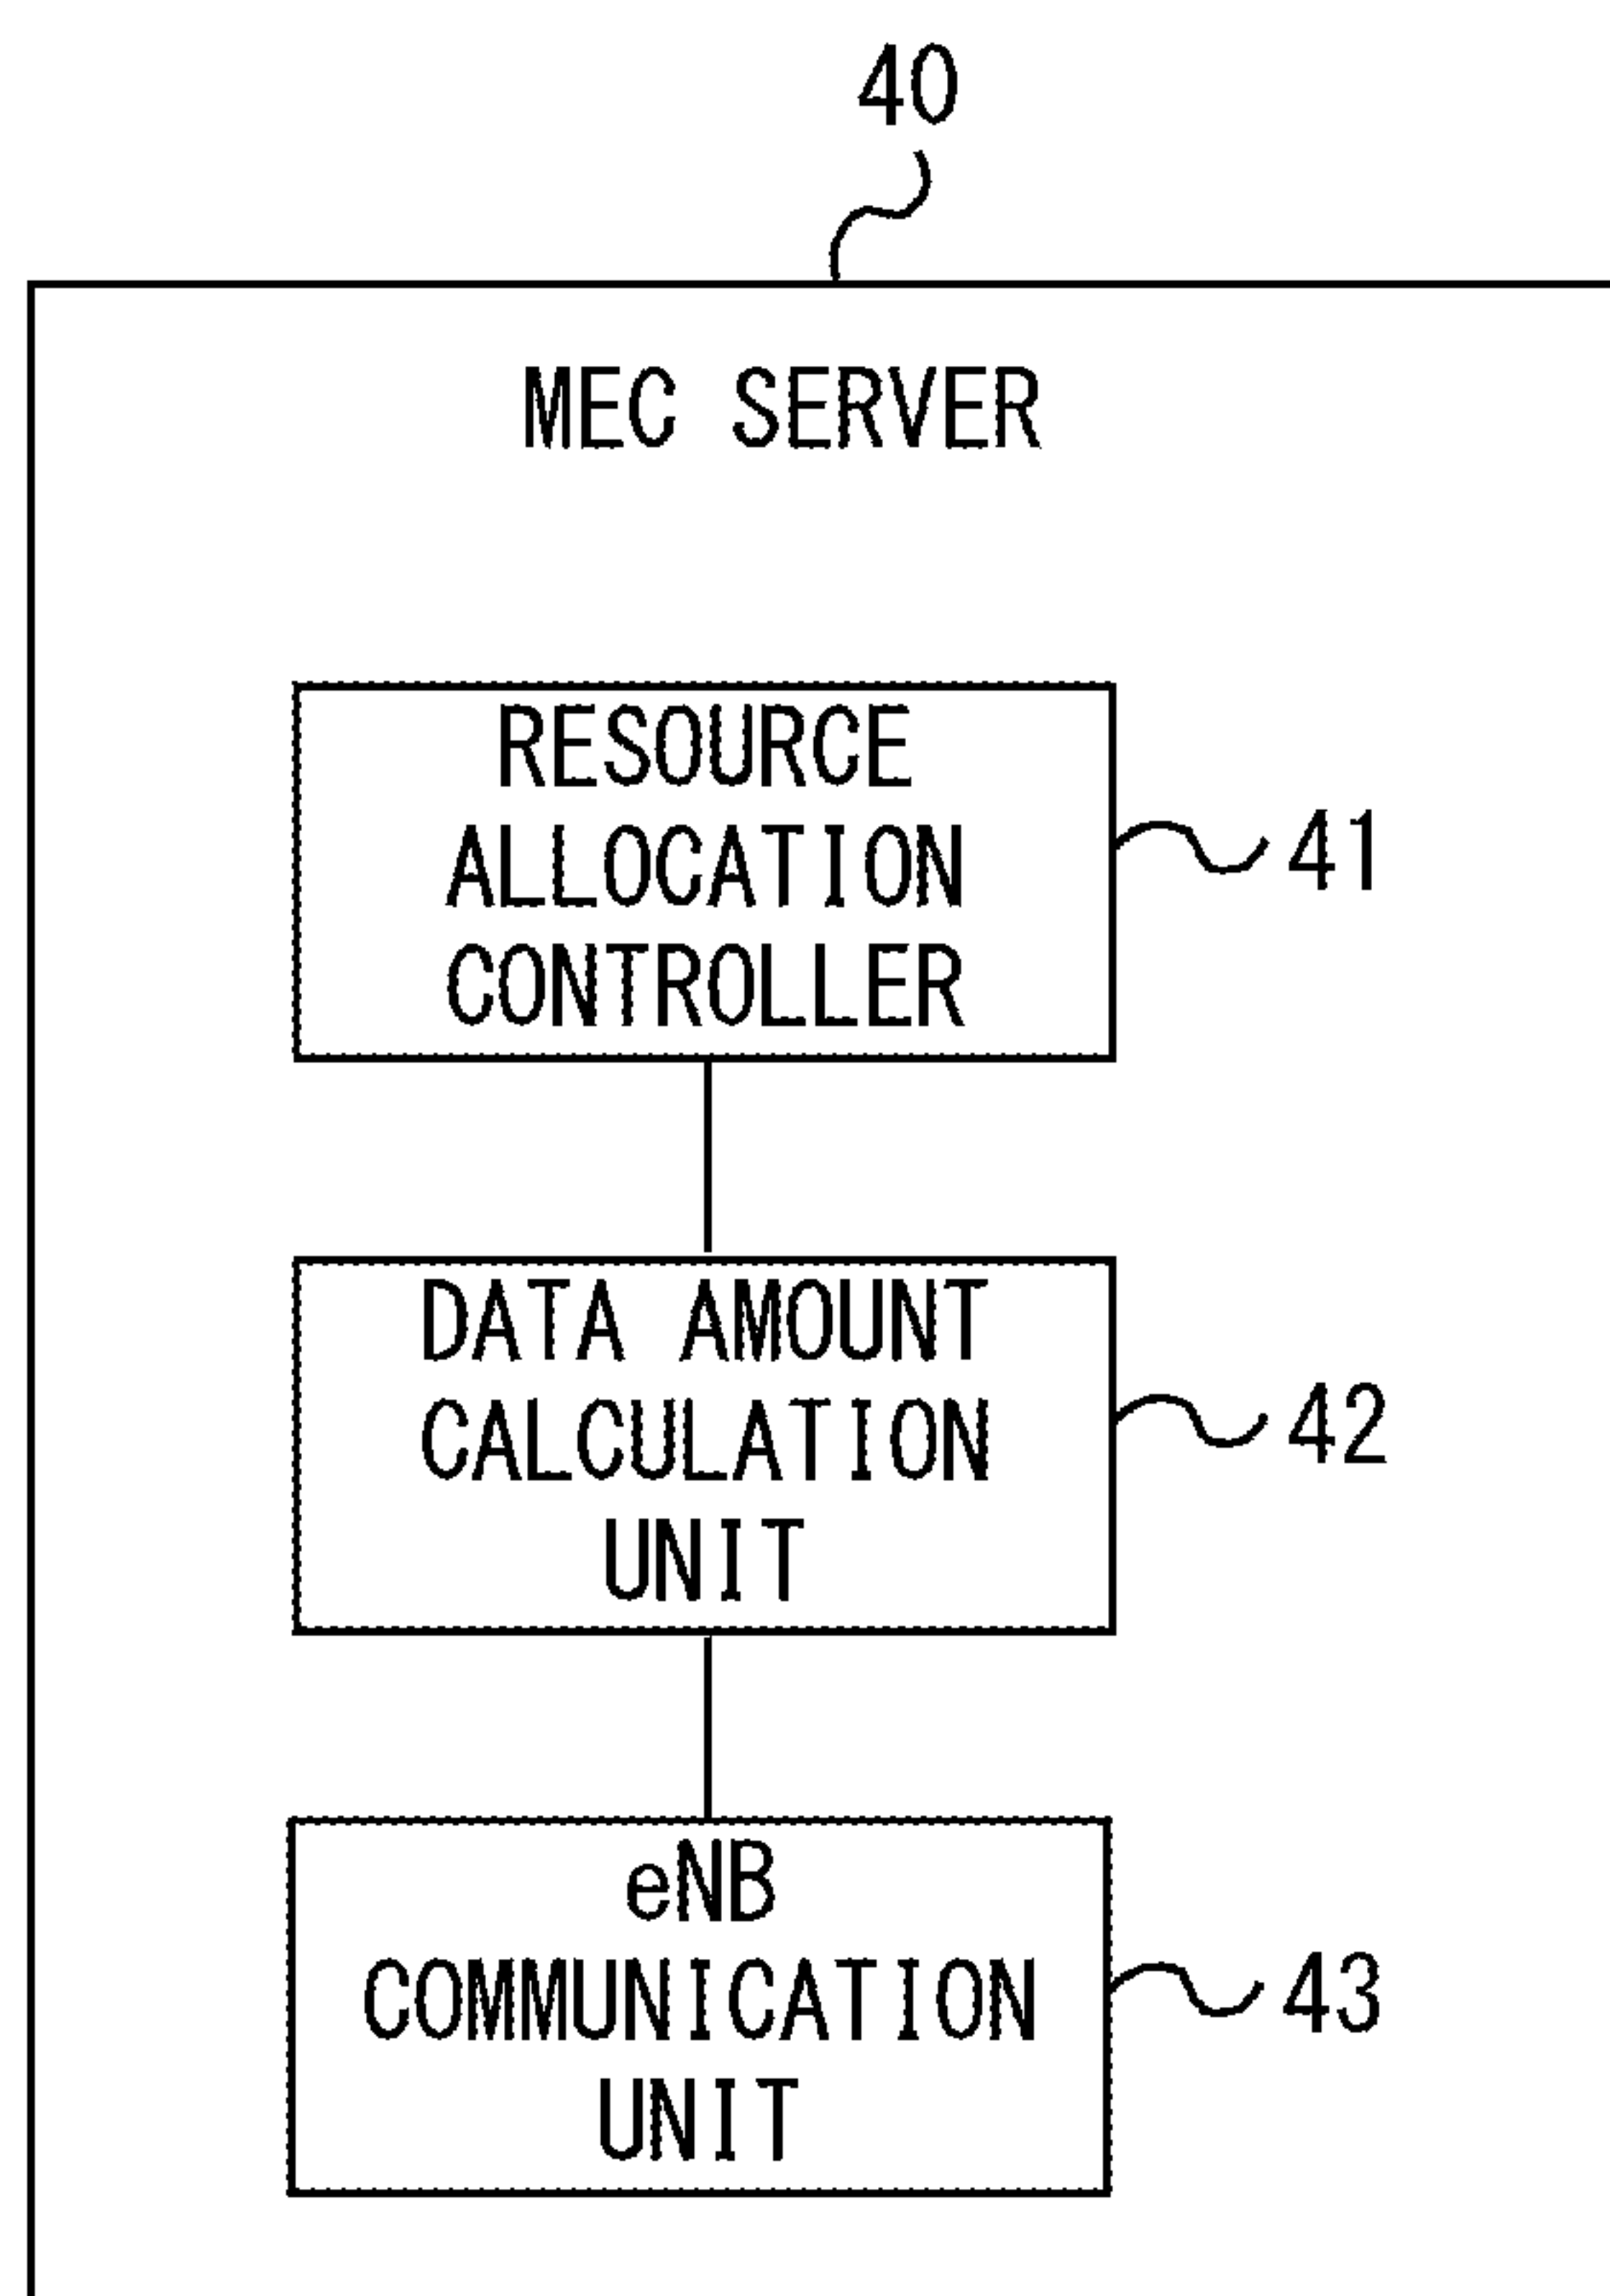 40
MEC SERVER
RESOURCE
ALLOCATION
CONTROLLER
41
DATA AMOUNT
CALCULATION
UNIT
42
eNB
COMMUNICATION
UNIT
43